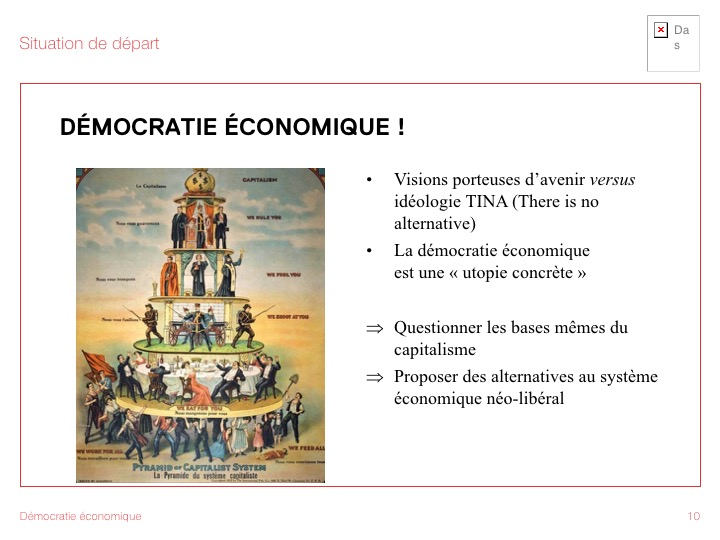 Situation de départ
Da
s
DÉMOCRATIE ÉCONOMIQUE !
Le Capitalisme
CAPITALISM
Nous vous gouvernons
WE RULE YOU
Nous vous trompons
WE FOOL YOU
Nous vous fusillons
WE SHOOT AT YOU
WE EAT FOR YOU
Nous mangeons pour vous
WE WORK FOR ALL
WE FEED ALL
PYRAMID OF CAPITALIST SYSTEM
La Pyramide du système capitaliste
• Visions porteuses d’avenir versus
idéologie TINA (There is no
alternative)
• La démocratie économique
est une « utopie concrète »
⇒ Questionner les bases mêmes du
capitalisme
⇒ Proposer des alternatives au système
économique néo-libéral
Démocratie économique
10